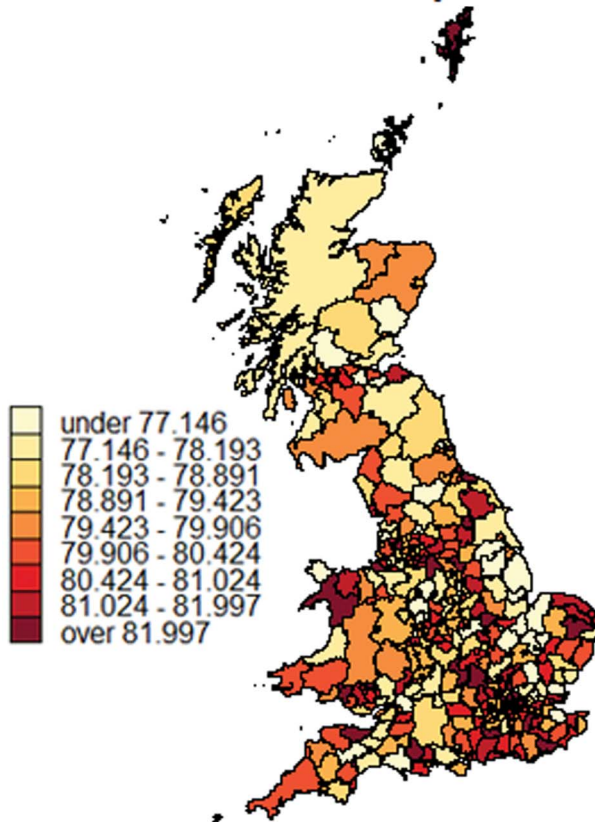 under 77.146
77.146 - 78.193
78.193 - 78.891
78.891 - 79.423
79.423 - 79.906
79.906 - 80.424
80.424 - 81.024
81.024 - 81.997
over 81.997